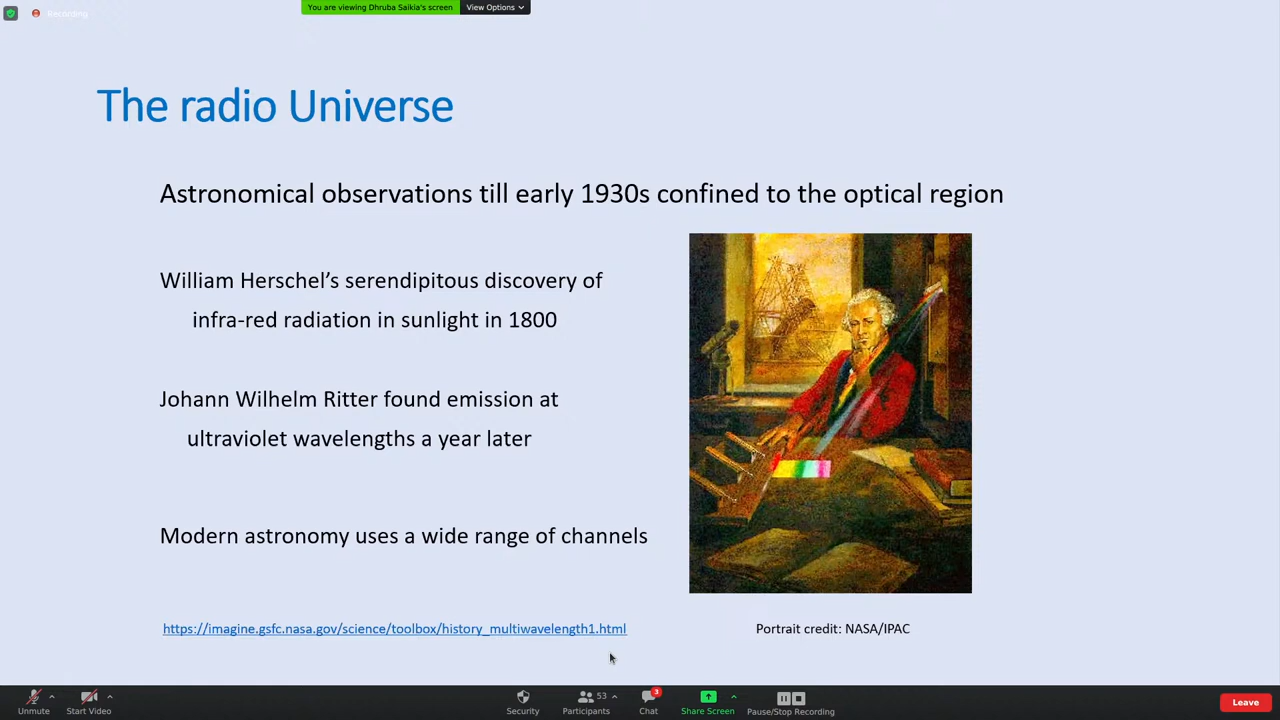 Recording
You are viewing Dhruba Saikia's screen
View Options
The radio Universe
Astronomical observations till early 1930s confined to the optical region
William Herschel’s serendipitous discovery of
infra-red radiation in sunlight in 1800
Johann Wilhelm Ritter found emission at
ultraviolet wavelengths a year later
Modern astronomy uses a wide range of channels
https://imagine.gsfc.nasa.gov/science/toolbox/history_multiwavelength1.html
Portrait credit: NASA/IPAC
Unmute
Start Video
Security
53
Participants
3
Chat
Share Screen
Pause/Stop Recording
Leave